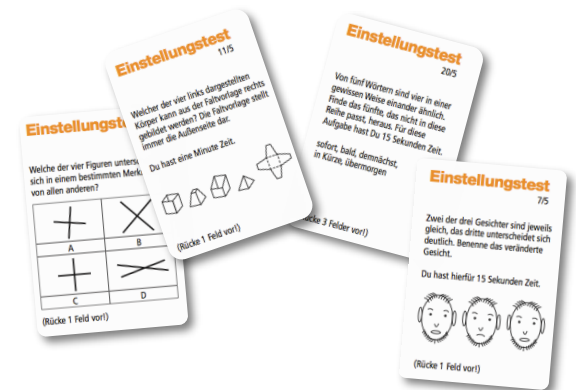 Einstellungstest
11/5
Welcher der vier links dargestellten
Körper kann aus der Faltvorlage rechts
gebildet werden? Die Faltvorlage stellt
immer die Außenseite dar.
Du hast eine Minute Zeit.
(Rücke 1 Feld vor!)
Einstellungstest
20/5
Von fünf Wörtern sind vier in einer
gewissen Weise einander ähnlich.
Finde das fünfte, das nicht in diese
Reihe passt, heraus. Für diese
Aufgabe hast Du 15 Sekunden Zeit.
sofort, bald, demnächst,
in Kürze, übermorgen
cke 3 Felder vor!)
Einstellungst
Welche der vier Figuren untersc
sich in einem bestimmten Merk
von allen anderen?
A
B
C
D
(Rücke 1 Feld vor!)
Einstellungstest
7/5
Zwei der drei Gesichter sind jeweils
gleich, das dritte unterscheidet sich
deutlich. Benenne das veränderte
Gesicht.
Du hast hierfür 15 Sekunden Zeit.
(Rücke 1 Feld vor!)